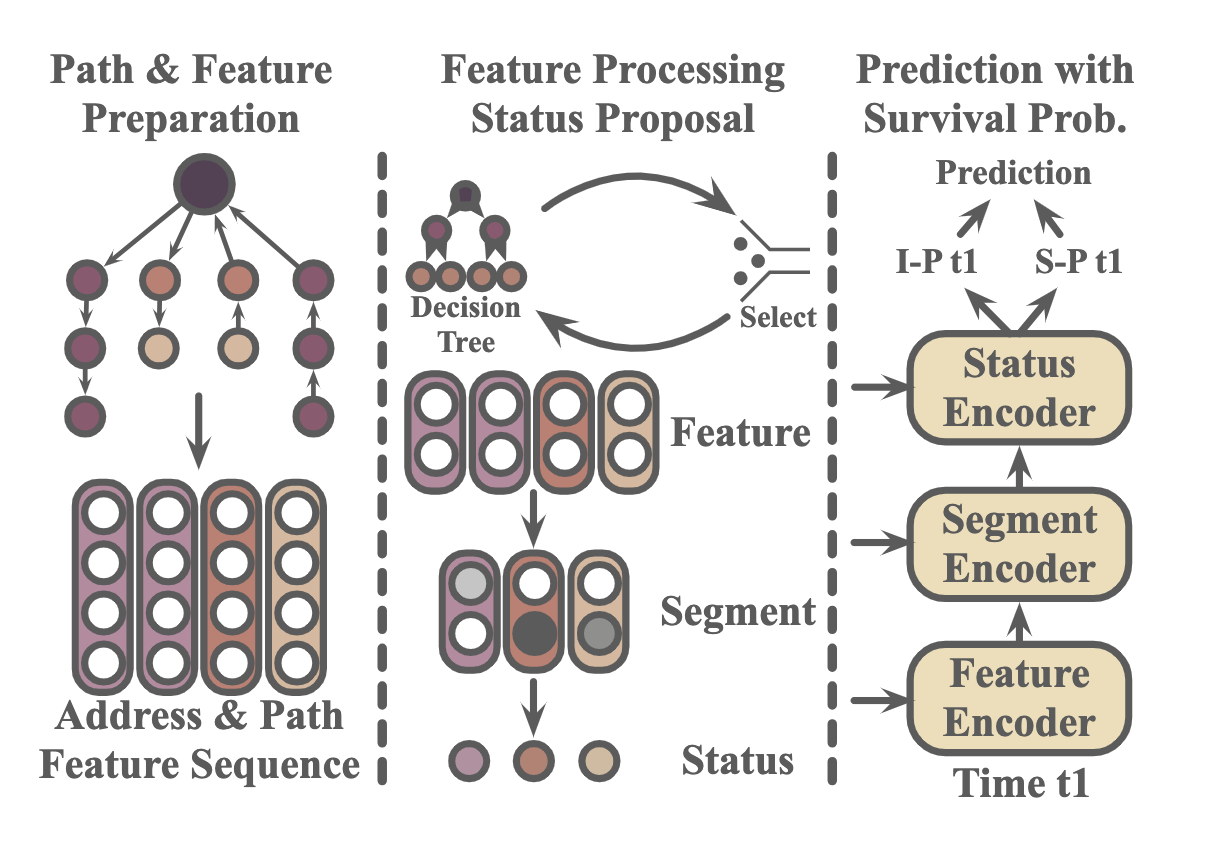 Path & Feature
Preparation
Address & Path
Feature Sequence
Feature Processing
Status Proposal
Decision
Tree
Select
Feature
Segment
Status
Prediction with
Survival Prob.
Prediction
I-P t1
S-P t1
Status
Encoder
Segment
Encoder
Feature
Encoder
Time t1